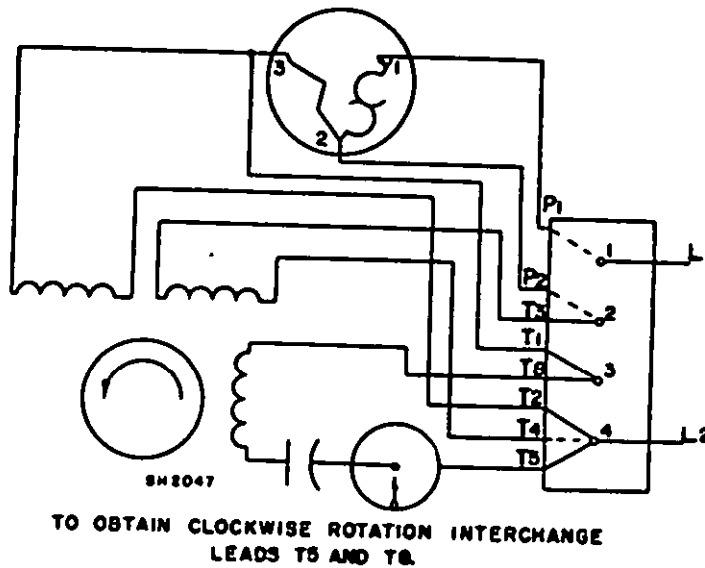 3
1
2
P1
1
L
P2
2
T3
T1
3
T8
T2
4
L2
T4
T5
SH2047
TO OBTAIN CLOCKWISE ROTATION INTERCHANGE
LEADS T5 AND T8.